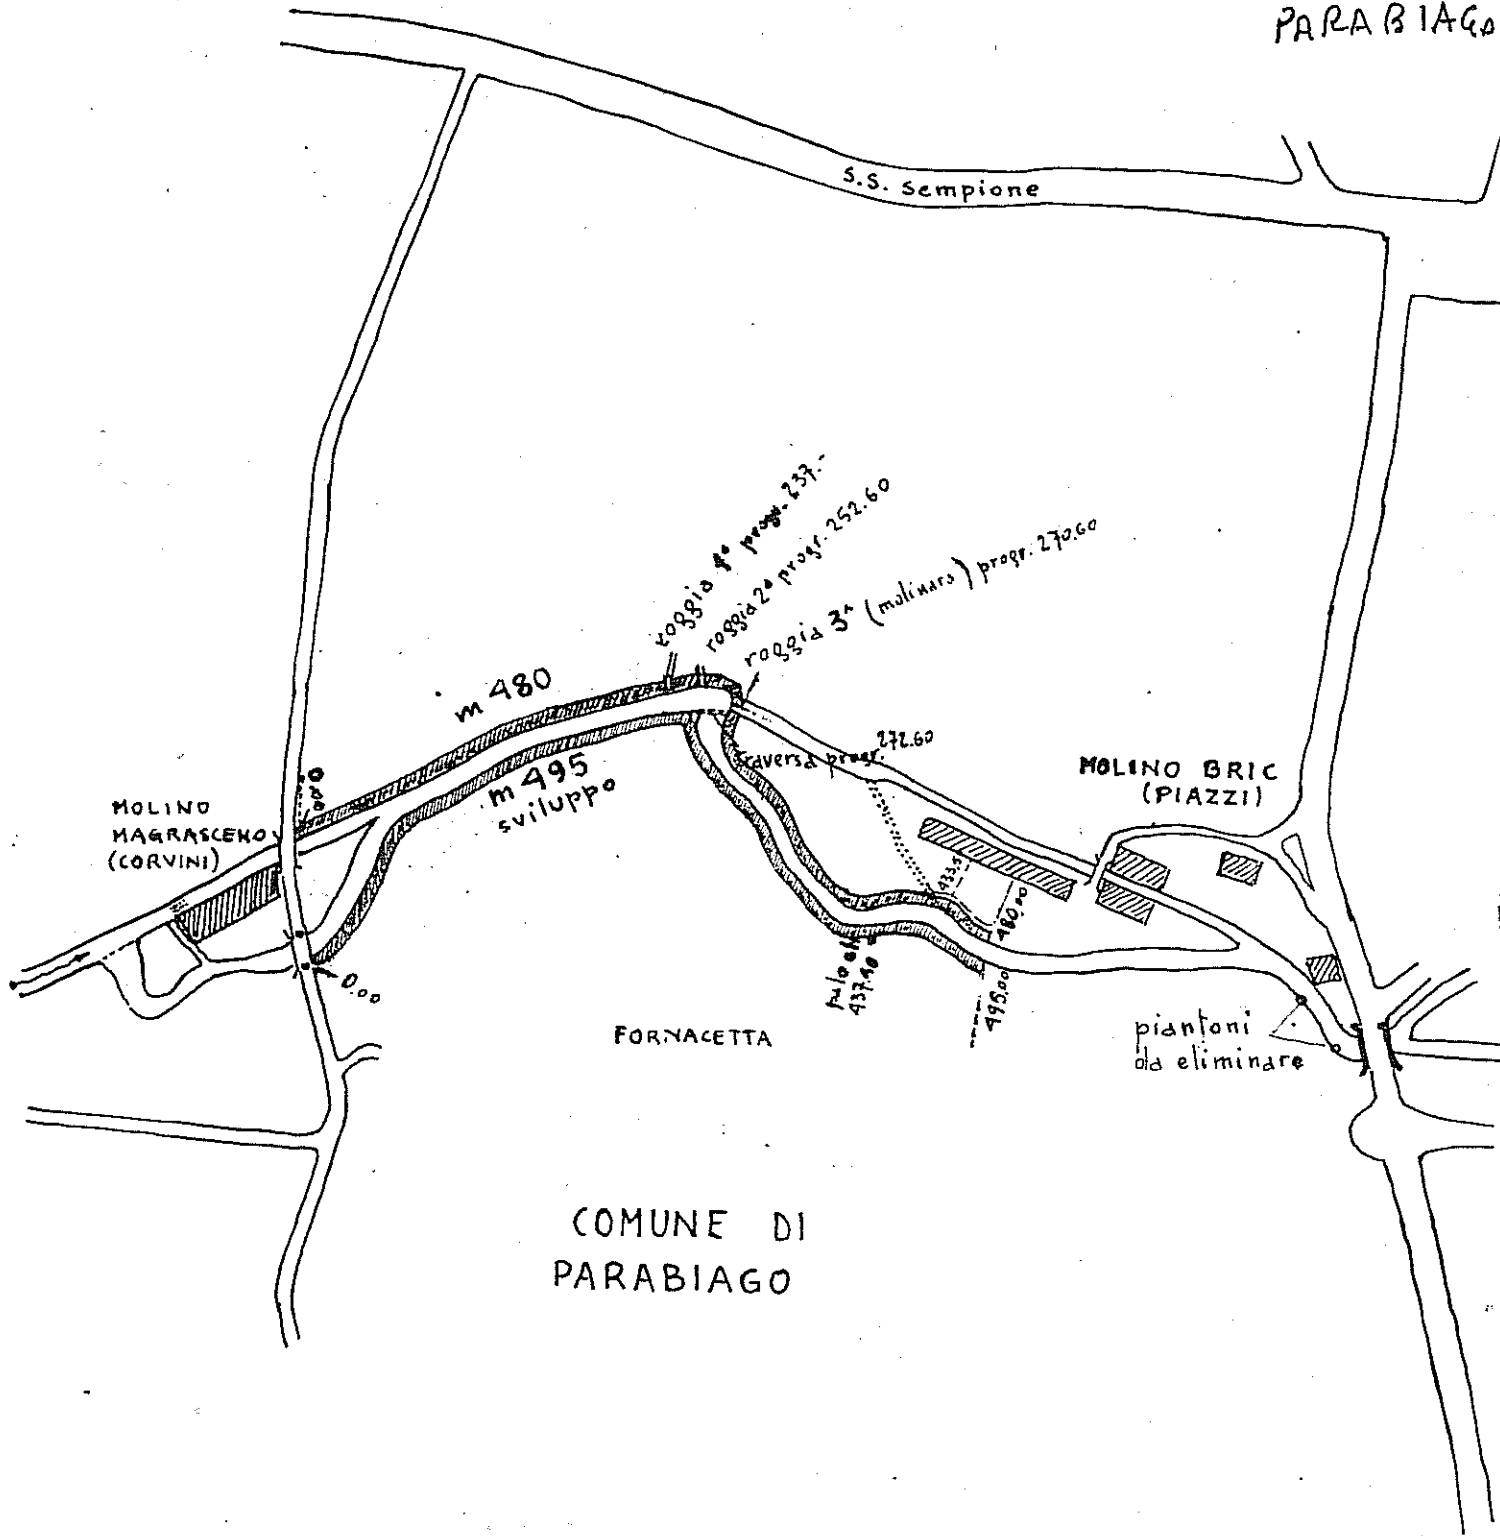 PARABIAGO
S.S. Sempione
roggia 1ª progr. 237.-
roggia 2ª progr. 252.60
roggia 3ª (molinara) progr. 270.60
m 480
m 495
sviluppo
traversa progr. 272.60
0.00
MOLINO
MAGRASCENO
(CORVINI)
MOLINO BRIC
(PIAZZI)
433.5
480.00
palo
437.40
495.00
0.00
FORNACETTA
piantoni
da eliminare
COMUNE DI
PARABIAGO